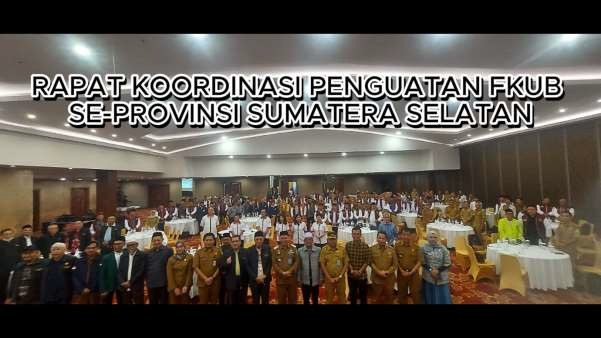 RAPAT KOORDINASI PENGUATAN FKUB
SE-PROVINSI SUMATERA SELATAN